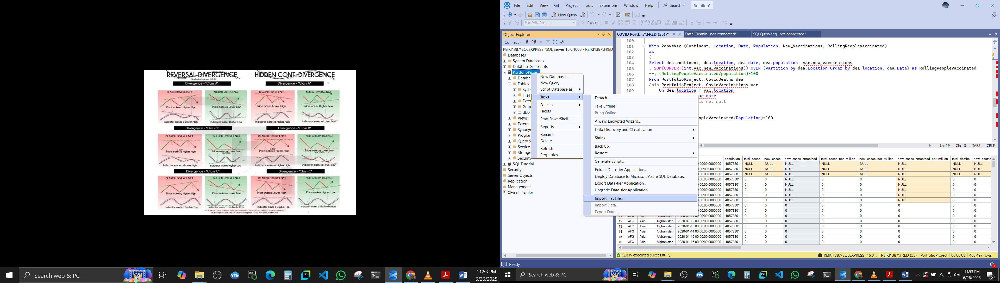 REVERSAL DIVERGENCE
Stochastics Indicator (8,3,3)
HIDDEN CONT. DIVERGENCE
Divergence - "Class A"
Divergence - "Class A"
BEARISH DIVERGENCE
BULLISH DIVERGENCE
BEARISH DIVERGENCE
BULLISH DIVERGENCE
Price makes a Higher High
Price makes a Lower Low
Price makes Lower High
Price makes Higher Low
Indicator makes a Lower High
Indicator makes Higher Low
Indicator makes a Higher High
Indicator makes a Lower Low
Divergence - "Class B"
Divergence - "Class B"
BEARISH DIVERGENCE
BULLISH DIVERGENCE
BEARISH DIVERGENCE
BULLISH DIVERGENCE
V-TOP
V-TOP
Price makes a Higher High
Price makes a Lower Low
Price makes a Higher High
Price makes a Lower Low
V-BOTTOM
V-BOTTOM
Indicator makes a Lower High
Indicator makes Higher Low
Indicator makes a Higher High
Indicator makes a Lower Low
Divergence - "Class C"
Divergence - "Class C"
BEARISH DIVERGENCE
BULLISH DIVERGENCE
BEARISH DIVERGENCE
BULLISH DIVERGENCE
Price makes g Higher High
Price makes a Lower Low
Price makes Lower High
Price makes Higher Low
Indicator makes a Double-Top
Indicator makes a double bottom
Indicator makes a Double-Top
Indicator makes a double bottom
STOCHASTICS BEST USED IN TRENDING MARKETS CAN ALSO BE APPLIED TO RSI AND MACD
Double Tops and Bottoms are Neutral Divergence "Class A" is the rule of thumb
Search web & PC
11:53 PM
6/26/2025
File Edit View Git Project Tools Extensions Window Help Search Solution1
New Query
PortfolioProject Execute
Object Explorer
Connect
REIKI1387\SQLEXPRESS (SQL Server 16.0.1000 - REIKI1387\FRED
Databases
System Databases
Database Snapshots
PortfolioProject
Databa
Tables
Syste
FileT
Exter
Grap
dbo.
Views
Externa
Synonyr
Prograr
Query S
Service
Storage
Security
SQL Tutorial
Security
Server Objects
Replication
Management
XEvent Profiler
New Database...
New Query
Script Database as
Tasks
Policies
Facets
Start PowerShell
Reports
Rename
Delete
Refresh
Properties
Detach...
Take Offline
Bring Online
Always Encrypted Wizard...
Data Discovery and Classification
Shrink
Back Up...
Restore
Generate Scripts...
Extract Data-tier Application...
Deploy Database to Microsoft Azure SQL Database...
Export Data-tier Application...
Upgrade Data-tier Application...
Import Flat File...
Import Data...
Export Data...
COVID Portf...7\FRED (55))* Data Cleanin...not connected* SQLQuery3.sq...not connected*
100
101 With PopvsVac (Continent, Location, Date, Population, New_Vaccinations, RollingPeopleVaccinated)
102 as
103 (
104 Select dea.continent, dea.location, dea.date, dea.population, vac.new_vaccinations
105 , SUM(CONVERT(int,vac.new_vaccinations)) OVER (Partition by dea.Location Order by dea.location, dea.Date) as RollingPeopleVaccinated
106 --, (RollingPeopleVaccinated/population)*100
107 From PortfolioProject..CovidDeaths dea
108 Join PortfolioProject..CovidVaccinations vac
109 On dea.location = vac.location
vac.date
is not null
peopleVaccinated/Population)*100
Ln: 19 Ch: 13 TABS CRLF
population total_cases new_cases new_cases_smoothed total_cases_per_million new_cases_per_million new_cases_smoothed_per_million total_deaths new_deaths
00:00:00.0000000 40578801 NULL NULL NULL NULL NULL NULL NULL NULL
00:00:00.0000000 40578801 NULL NULL NULL NULL NULL NULL NULL NULL
00:00:00.0000000 40578801 NULL NULL NULL NULL NULL NULL NULL NULL
00:00:00.0000000 40578801 0 0 NULL 0 0 NULL 0 0
00:00:00.0000000 40578801 0 0 NULL 0 0 NULL 0 0
00:00:00.0000000 40578801 0 0 NULL 0 0 NULL 0 0
00:00:00.0000000 40578801 0 0 NULL 0 0 NULL 0 0
00:00:00.0000000 40578801 0 0 NULL 0 0 NULL 0 0
00:00:00.0000000 40578801 0 0 0 0 0 0 0 0
00:00:00.0000000 40578801 0 0 0 0 0 0 0 0
11 AFG Asia Afghanistan 2020-01-11 00:00:00.0000000 40578801 0 0 0 0 0 0 0 0
12 AFG Asia Afghanistan 2020-01-12 00:00:00.0000000 40578801 0 0 0 0 0 0 0 0
13 AFG Asia Afghanistan 2020-01-13 00:00:00.0000000 40578801 0 0 0 0 0 0 0 0
14 AFG Asia Afghanistan 2020-01-14 00:00:00.0000000 40578801 0 0 0 0 0 0 0 0
15 AFG Asia Afghanistan 2020-01-15 00:00:00.0000000 40578801 0 0 0 0 0 0 0 0
16 AFG Asia Afghanistan 2020-01-16 00:00:00.0000000 40578801 0 0 0 0 0 0 0 0
Query executed successfully. REIKI1387\SQLEXPRESS (16.0 ... REIKI1387\FRED (55) PortfolioProject 00:00:08 468,497 rows
Ready
Search web & PC
11:53 PM
6/26/2025
5